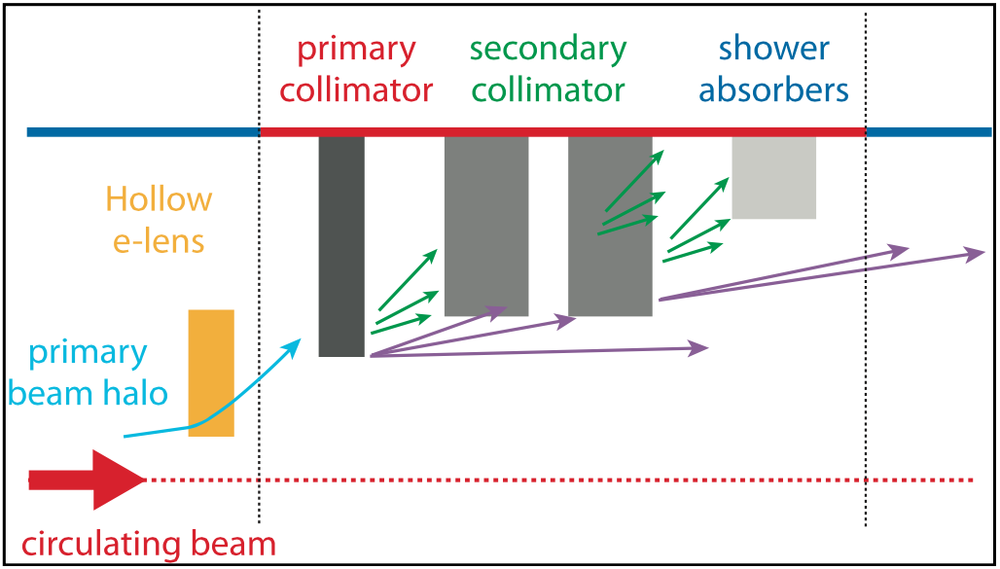 primary
collimator
secondary
collimator
shower
absorbers
Hollow
e-lens
primary
beam halo
circulating beam